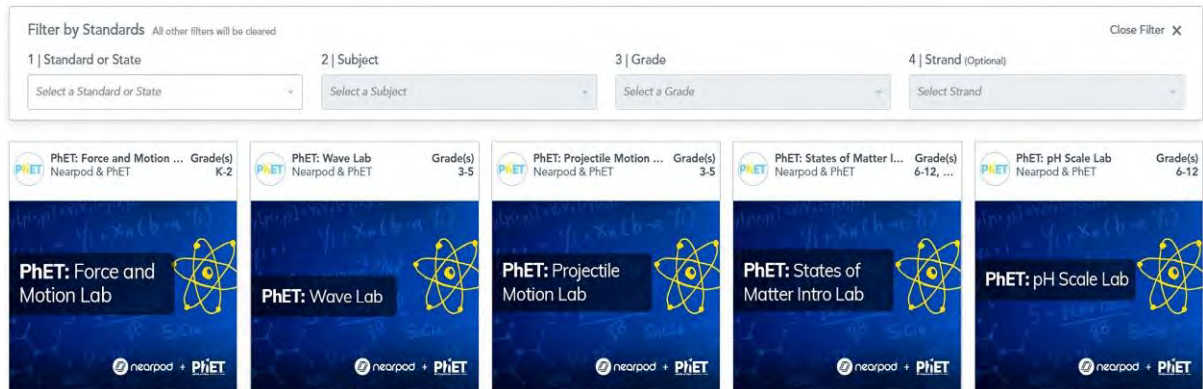 Filter by Standards All other filters will be cleared Close Filter X
1 | Standard or State 2 | Subject 3 | Grade 4 | Strand (Optional)
Select a Standard or State Select a Subject Select a Grade Select Strand
PhET
PhET: Force and Motion ... Grade(s)
Nearpod & PhET K-2
PhET: Force and
Motion Lab
nearpod + PhET
PhET
PhET: Wave Lab Grade(s)
Nearpod & PhET 3-5
PhET: Wave Lab
nearpod + PhET
PhET
PhET: Projectile Motion ... Grade(s)
Nearpod & PhET 3-5
PhET: Projectile
Motion Lab
nearpod + PhET
PhET
PhET: States of Matter I... Grade(s)
Nearpod & PhET 6-12, ...
PhET: States of
Matter Intro Lab
nearpod + PhET
PhET
PhET: pH Scale Lab Grade(s)
Nearpod & PhET 6-12
PhET: pH Scale Lab
nearpod + PhET